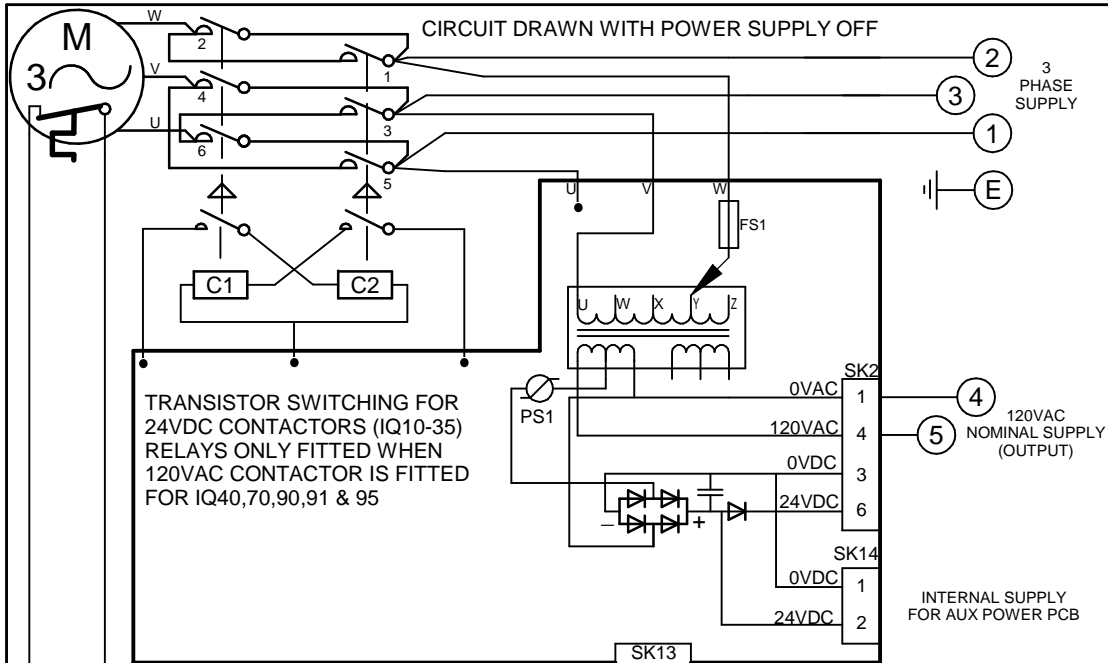 CIRCUIT DRAWN WITH POWER SUPPLY OFF
W
M
3
V
U
2
1
4
3
6
5
2
3
1
E
3
PHASE
SUPPLY
U
V
W
FS1
C1
C2
U
W
X
Y
Z
TRANSISTOR SWITCHING FOR
24VDC CONTACTORS (IQ10-35)
RELAYS ONLY FITTED WHEN
120VAC CONTACTOR IS FITTED
FOR IQ40,70,90,91 & 95
PS1
SK2
0VAC
1
4
120VAC
4
5
120VAC
NOMINAL SUPPLY
(OUTPUT)
0VDC
3
24VDC
6
–
+
SK14
0VDC
1
24VDC
2
INTERNAL SUPPLY
FOR AUX POWER PCB
SK13